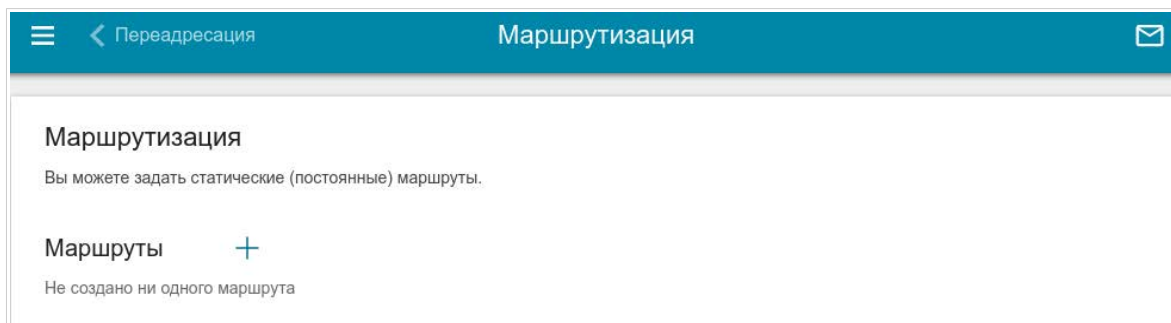 Переадресация
Маршрутизация
Маршрутизация
Вы можете задать статические (постоянные) маршруты.
Маршруты
Не создано ни одного маршрута